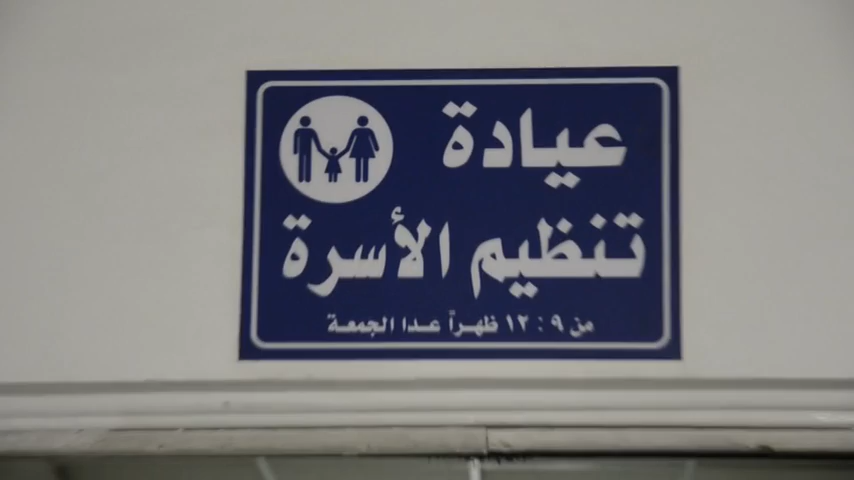 عيادة
تنظيم الأسرة
من ٩ : ١٢ ظهراً عدا الجمعة